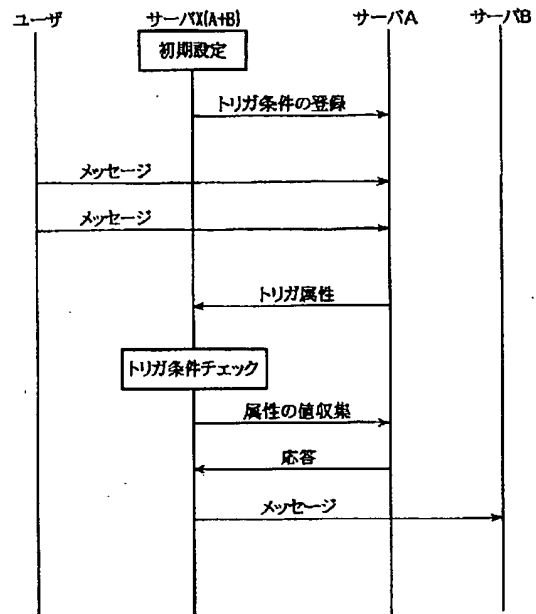 ユーザ サーバX(A+B) サーバA サーバB
初期設定
トリガ条件の登録
メッセージ
メッセージ
トリガ属性
トリガ条件チェック
属性の値収集
応答
メッセージ